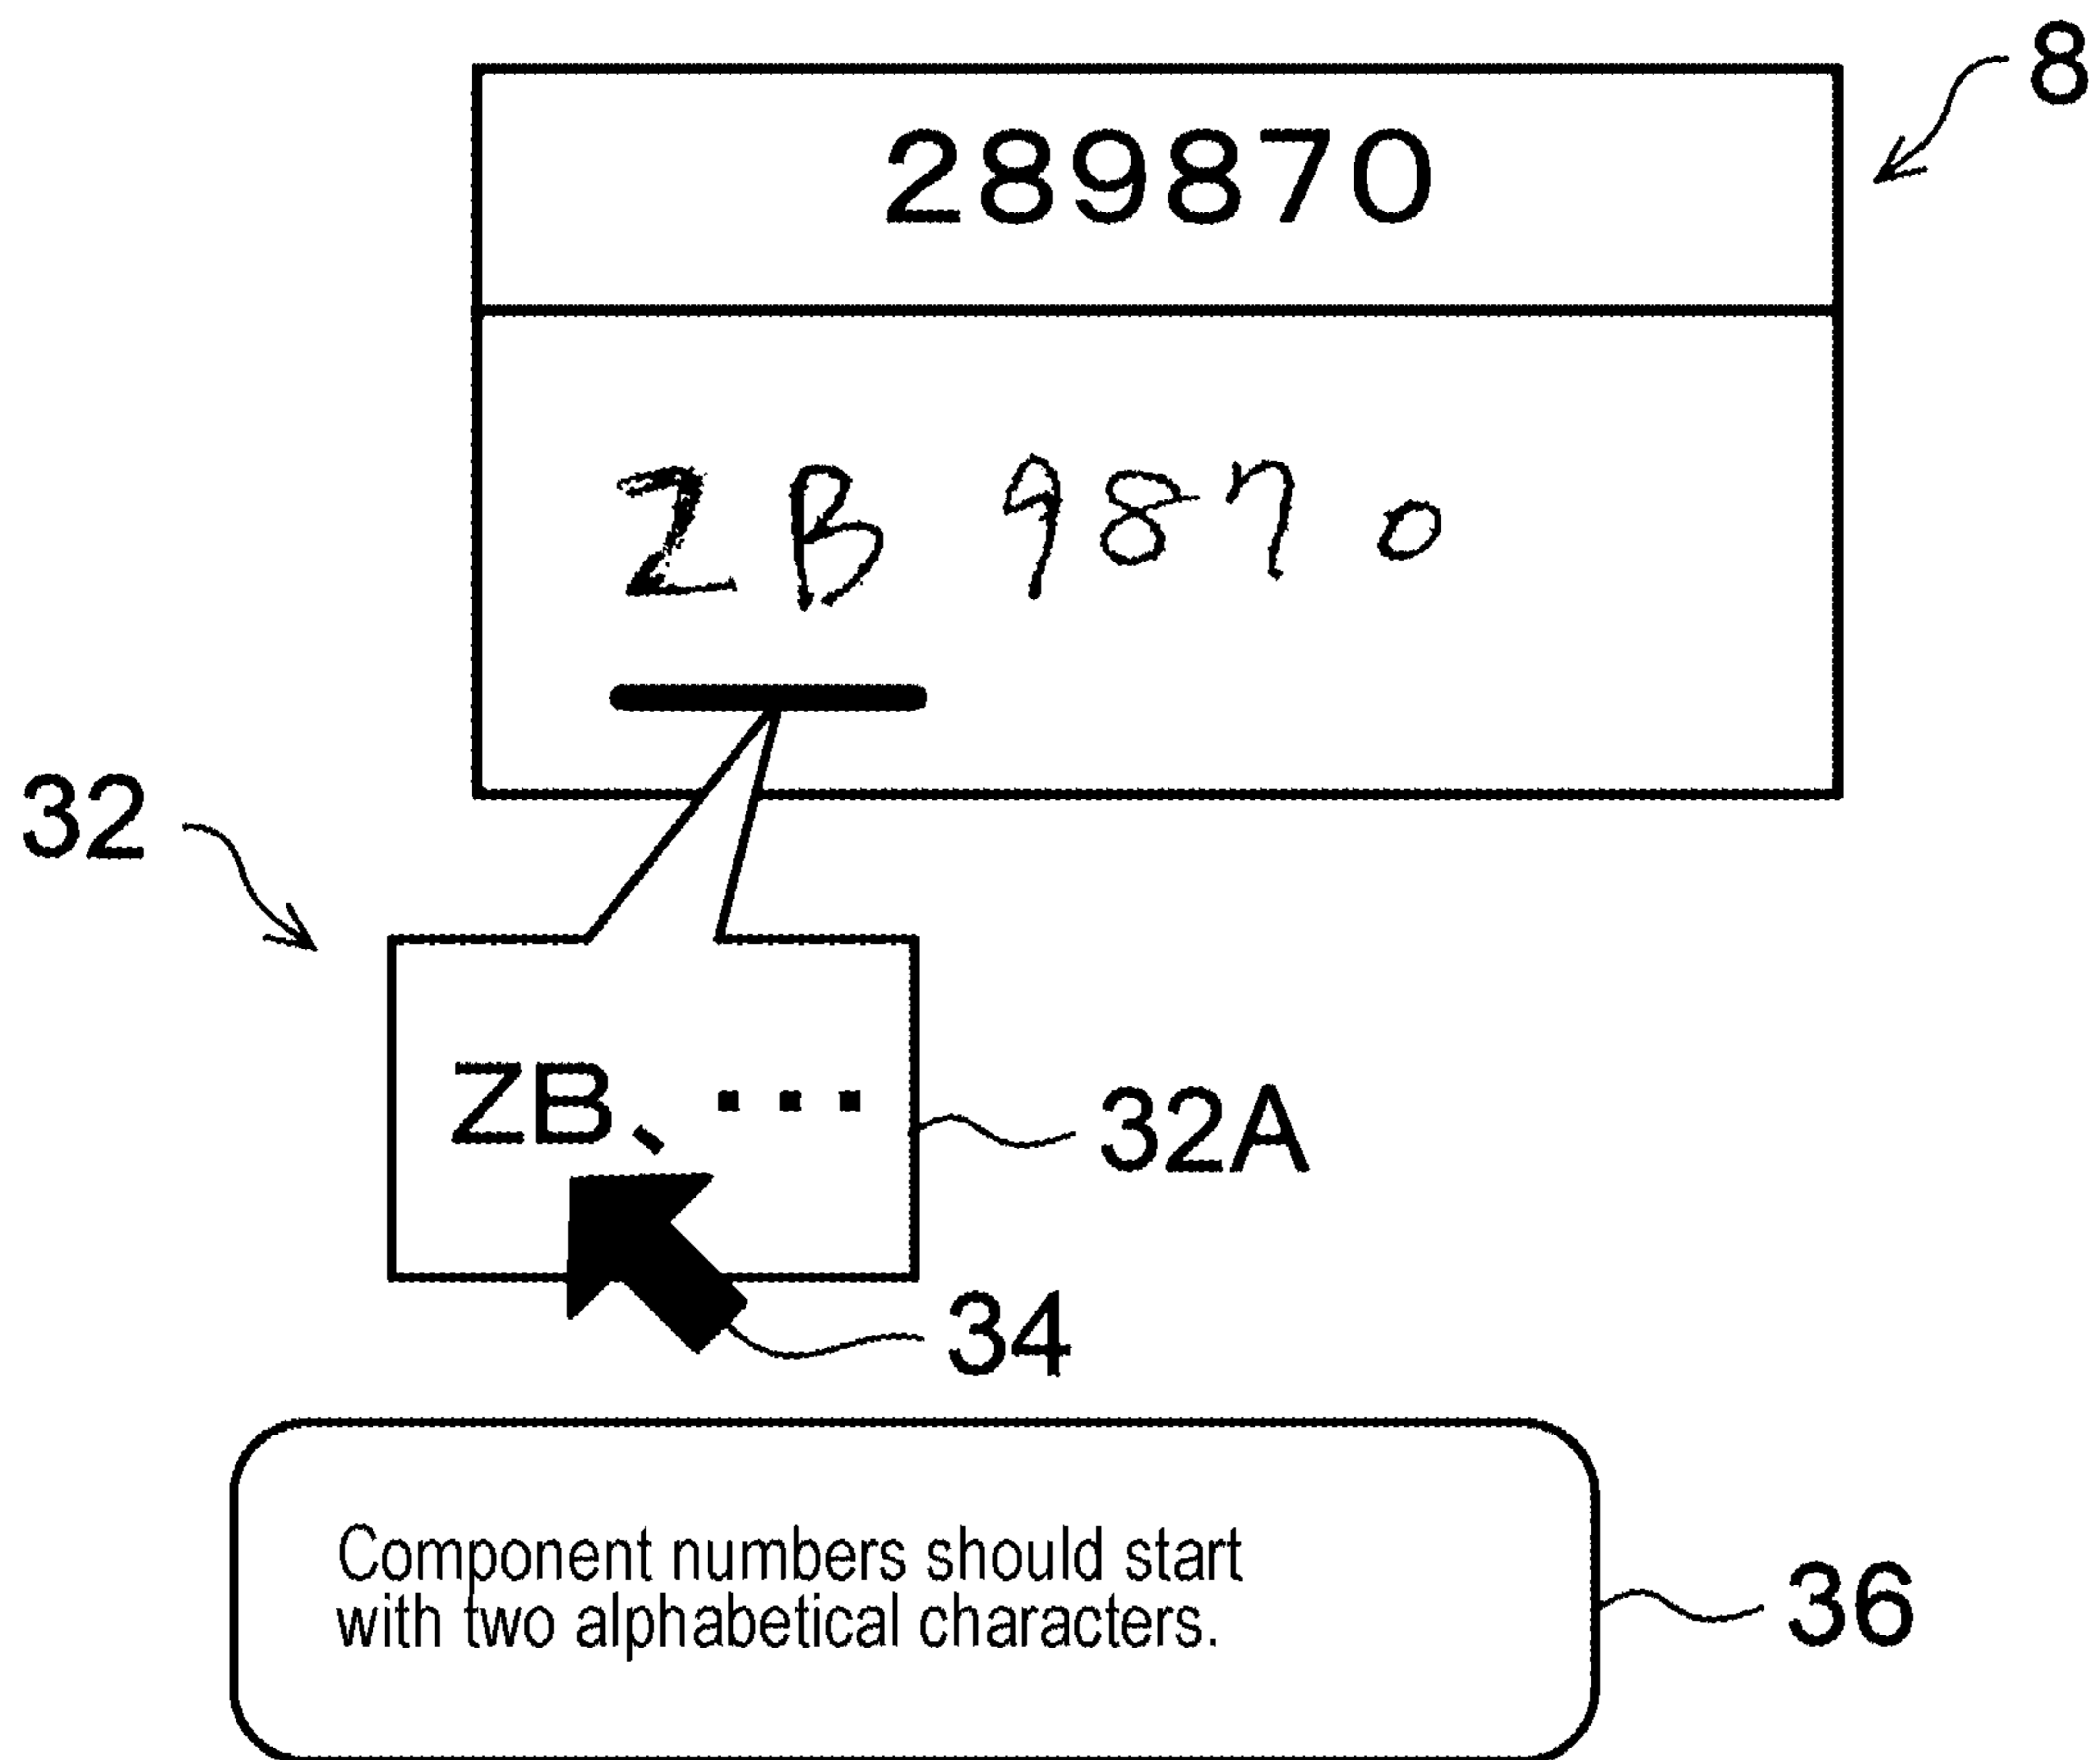 8
289870
ZB 9870
32
ZB、･･･
32A
34
Component numbers should start
with two alphabetical characters.
36